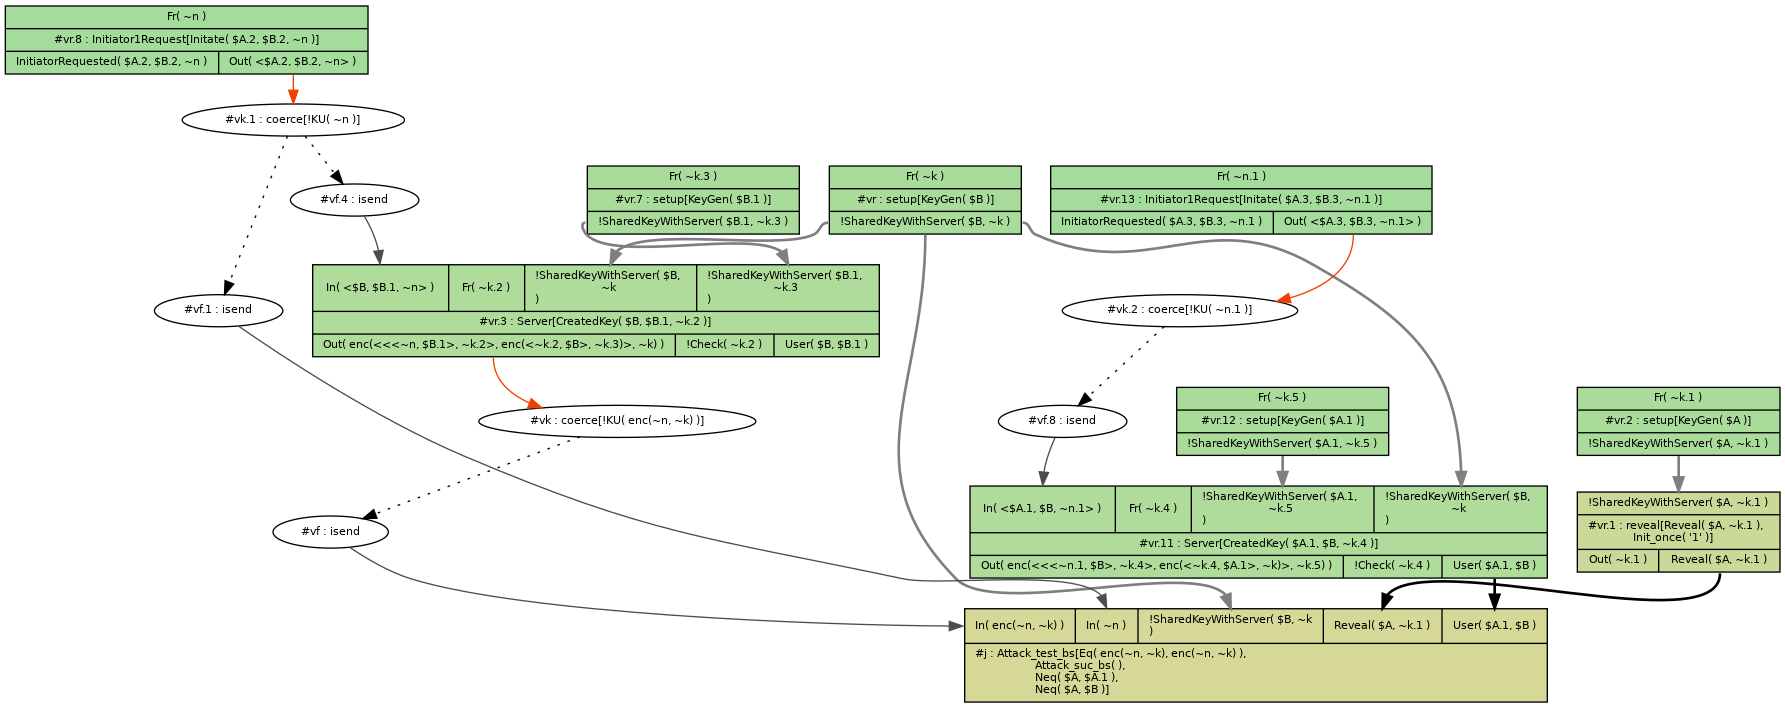 Fr( ~n )
#vr.8 : Initiator1Request[Initate( $A.2, $B.2, ~n )]
InitiatorRequested( $A.2, $B.2, ~n )
Out( <$A.2, $B.2, ~n> )
#vk.1 : coerce[!KU( ~n )]
#vf.4 : isend
Fr( ~k.3 )
#vr.7 : setup[KeyGen( $B.1 )]
!SharedKeyWithServer( $B.1, ~k.3 )
Fr( ~k )
#vr : setup[KeyGen( $B )]
!SharedKeyWithServer( $B, ~k )
Fr( ~n.1 )
#vr.13 : Initiator1Request[Initate( $A.3, $B.3, ~n.1 )]
InitiatorRequested( $A.3, $B.3, ~n.1 )
Out( <$A.3, $B.3, ~n.1> )
#vf.1 : isend
In( <$B, $B.1, ~n> )
Fr( ~k.2 )
!SharedKeyWithServer( $B,
~k
)
!SharedKeyWithServer( $B.1,
~k.3
)
#vr.3 : Server[CreatedKey( $B, $B.1, ~k.2 )]
Out( enc(<<<~n, $B.1>, ~k.2>, enc(<~k.2, $B>, ~k.3)>, ~k) )
!Check( ~k.2 )
User( $B, $B.1 )
#vk.2 : coerce[!KU( ~n.1 )]
#vk : coerce[!KU( enc(~n, ~k) )]
#vf.8 : isend
Fr( ~k.5 )
#vr.12 : setup[KeyGen( $A.1 )]
!SharedKeyWithServer( $A.1, ~k.5 )
Fr( ~k.1 )
#vr.2 : setup[KeyGen( $A )]
!SharedKeyWithServer( $A, ~k.1 )
#vf : isend
In( <$A.1, $B, ~n.1> )
Fr( ~k.4 )
!SharedKeyWithServer( $A.1,
~k.5
)
!SharedKeyWithServer( $B,
~k
)
#vr.11 : Server[CreatedKey( $A.1, $B, ~k.4 )]
Out( enc(<<<~n.1, $B>, ~k.4>, enc(<~k.4, $A.1>, ~k)>, ~k.5) )
!Check( ~k.4 )
User( $A.1, $B )
!SharedKeyWithServer( $A, ~k.1 )
#vr.1 : reveal[Reveal( $A, ~k.1 ),
Init_once( '1' )]
Out( ~k.1 )
Reveal( $A, ~k.1 )
In( enc(~n, ~k) )
In( ~n )
!SharedKeyWithServer( $B, ~k
)
Reveal( $A, ~k.1 )
User( $A.1, $B )
#j : Attack_test_bs[Eq( enc(~n, ~k), enc(~n, ~k) ),
Attack_suc_bs( ),
Neq( $A, $A.1 ),
Neq( $A, $B )]